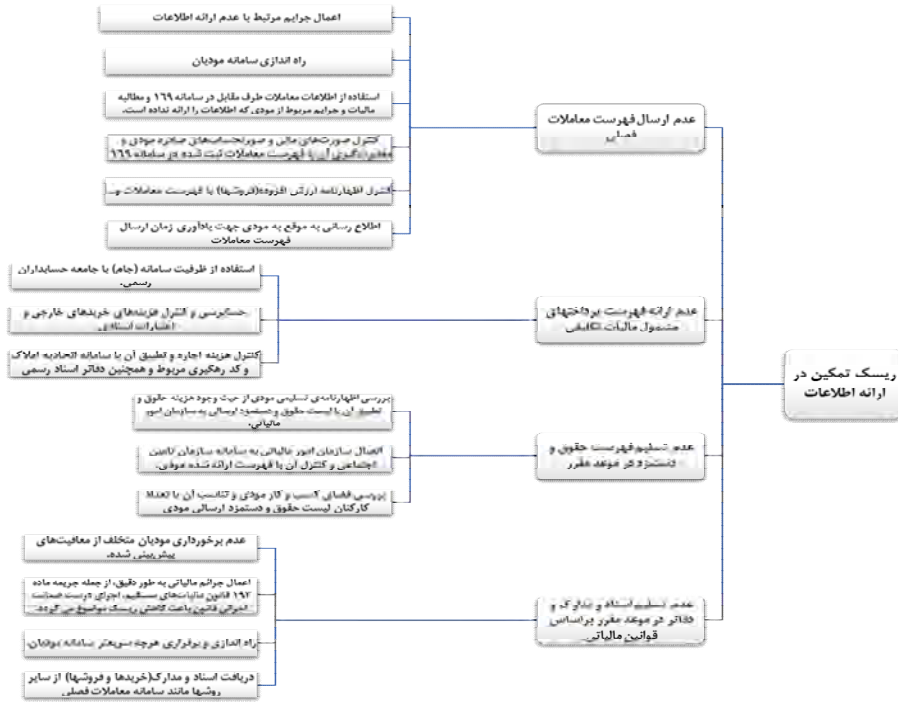 ریسک تمکین در
ارائه اطلاعات
عدم ارسال فهرست معاملات
فصلی
اعمال جرایم مرتبط با عدم ارائه اطلاعات
راه اندازی سامانه مودیان
استفاده از اطلاعات معاملات طرف مقابل در سامانه ۱۶۹ و مطالبه
مالیات و جرایم مربوط از مودی که اطلاعات را ارائه نداده است.
کنترل صورت‌های مالی و صورتحساب‌های صادره مودی و
آن با فهرست معاملات ثبت شده در سامانه ۱۶۹
کنترل اظهارنامه ارزش افزوده(فروشها) با فهرست معاملات و...
اطلاع رسانی به موقع به مودی جهت یادآوری زمان ارسال
فهرست معاملات
عدم ارائه فهرست پرداختهای
مشمول مالیات تکلیفی
استفاده از ظرفیت سامانه (جام) با جامعه حسابداران
رسمی.
حسابرسی و کنترل هزینه‌های خریدهای خارجی و
اعتبارات اسنادی
کنترل هزینه اجاره و تطبیق آن با سامانه اتحادیه املاک
و کد رهگیری مربوط و همچنین دفاتر اسناد رسمی
عدم تسلیم فهرست حقوق و
دستمزد در موعد مقرر
بررسی اظهارنامه‌ی تسلیمی مودی از حیث وجود هزینه حقوق و
تطبیق آن با لیست حقوق و دستمزد ارسالی به سازمان امور
مالیاتی.
اتصال سازمان امور مالیاتی به سامانه سازمان تامین
اجتماعی و کنترل آن با فهرست ارائه شده مودی.
بررسی فضای کسب و کار مودی و تناسب آن با تعداد
کارکنان لیست حقوق و دستمزد ارسالی مودی
عدم تسلیم اسناد و مدارک و
دفاتر در موعد مقرر براساس
قوانین مالیاتی.
عدم برخورداری مودیان متخلف از معافیت‌های
پیش‌بینی شده.
اعمال جرائم مالیاتی به طور دقیق، از جمله جریمه ماده
۱۹۲ قانون مالیات‌های مستقیم، اجرای درست ضمانت
اجرائی قانون باعث کاهش ریسک موضوع می گردد.
راه اندازی و برقراری هرچه سریعتر سامانه مودیان.
دریافت اسناد و مدارک(خریدها و فروشها) از سایر
روشها مانند سامانه معاملات فصلی